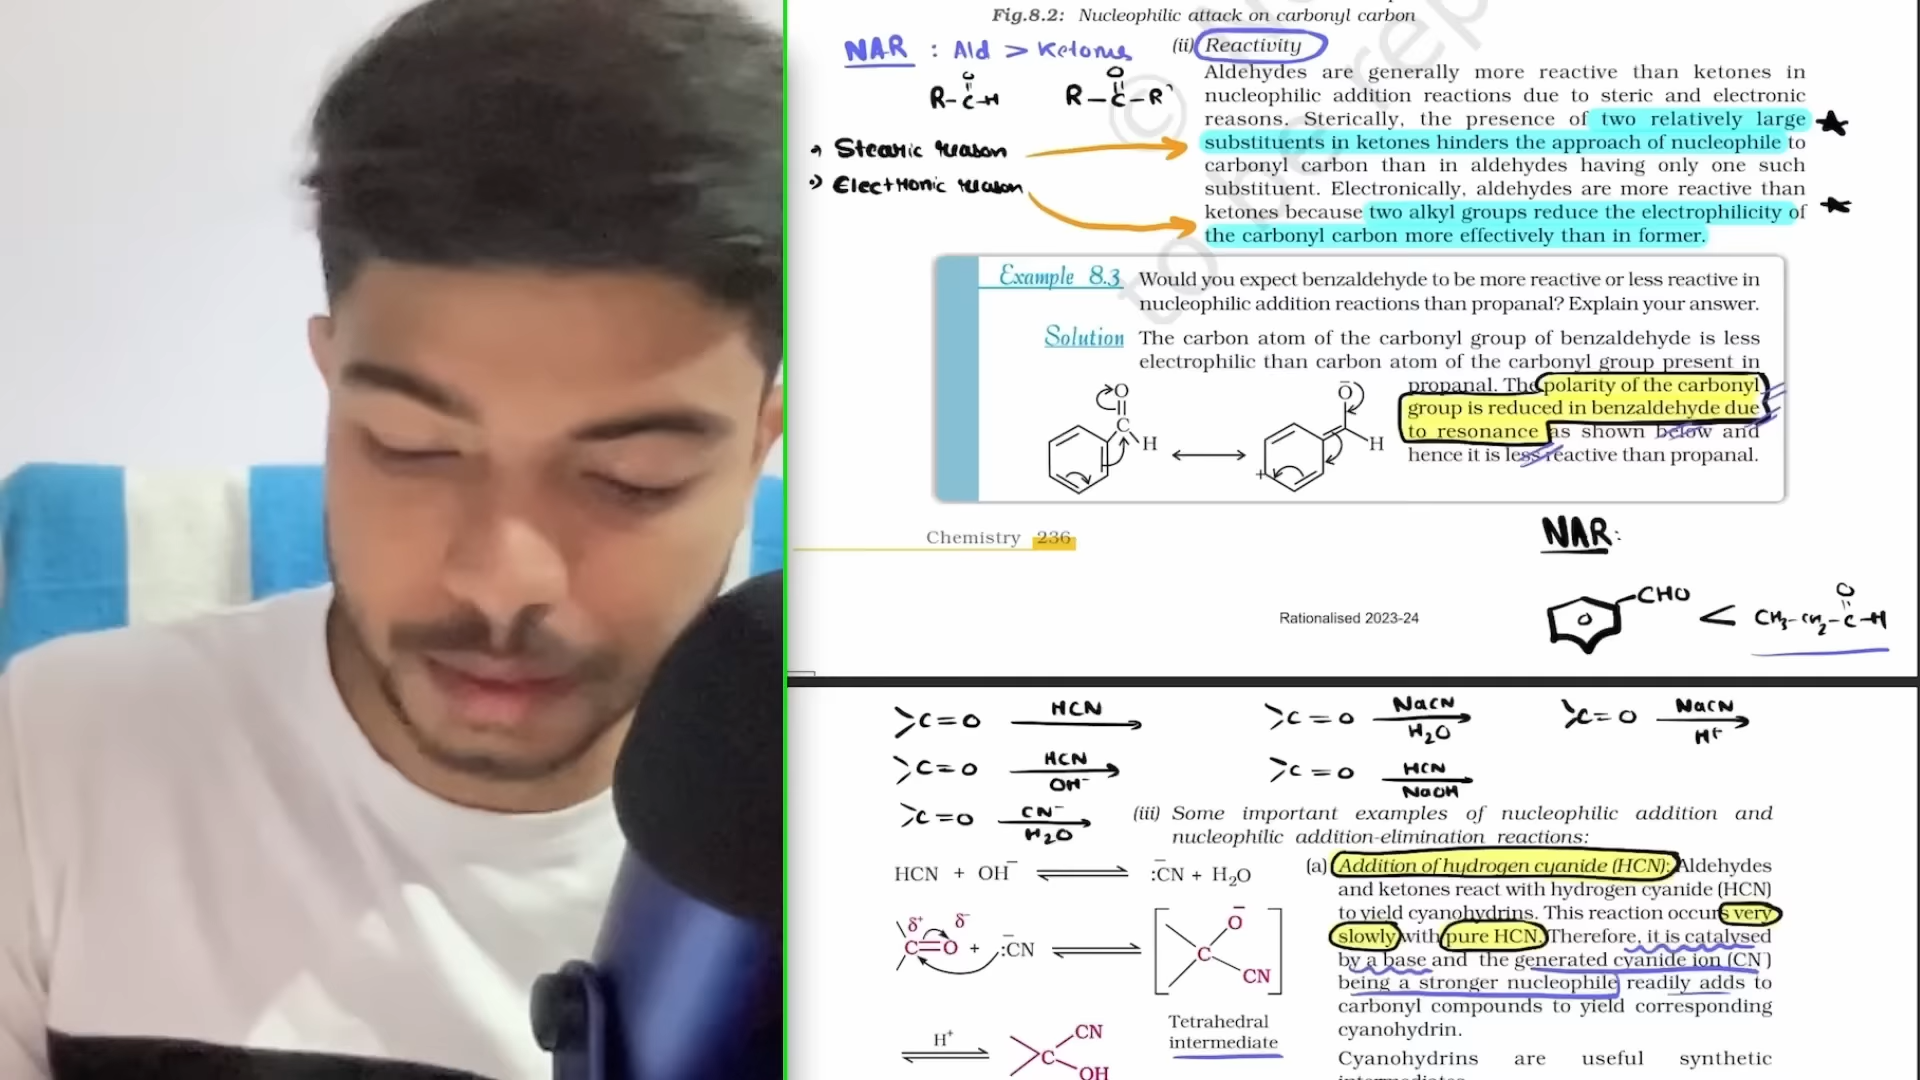 Fig.8.2: Nucleophilic attack on carbonyl carbon
NAR : Ald > Ketones
(ii) Reactivity
Aldehydes are generally more reactive than ketones in
nucleophilic addition reactions due to steric and electronic
reasons. Sterically, the presence of two relatively large
substituents in ketones hinders the approach of nucleophile to
carbonyl carbon than in aldehydes having only one such
substituent. Electronically, aldehydes are more reactive than
ketones because two alkyl groups reduce the electrophilicity of
the carbonyl carbon more effectively than in former.
O
R-C-H
O
R-C-R'
Stearic reason
Electronic reason
Example 8.3 Would you expect benzaldehyde to be more reactive or less reactive in
nucleophilic addition reactions than propanal? Explain your answer.
Solution The carbon atom of the carbonyl group of benzaldehyde is less
electrophilic than carbon atom of the carbonyl group present in
propanal. The polarity of the carbonyl
group is reduced in benzaldehyde due
to resonance as shown below and
hence it is less reactive than propanal.
O
C
H
O
H
+
Chemistry 236
NAR:
Rationalised 2023-24
CHO < CH3-CH2-C-H
O
>C=O HCN
>C=O NaCN
H2O
>C=O NaCN
H+
>C=O HCN
OH-
>C=O HCN
NaOH
>C=O CN-
H2O
(iii) Some important examples of nucleophilic addition and
nucleophilic addition-elimination reactions:
HCN + OH⁻ ⇌ :C̄N + H₂O
(a) Addition of hydrogen cyanide (HCN): Aldehydes
and ketones react with hydrogen cyanide (HCN)
to yield cyanohydrins. This reaction occurs very
slowly with pure HCN. Therefore, it is catalysed
by a base and the generated cyanide ion (CN⁻)
being a stronger nucleophile readily adds to
carbonyl compounds to yield corresponding
cyanohydrin.
Cyanohydrins are useful synthetic
δ⁺ δ⁻
C=O + :C̄N
O
C
CN
Tetrahedral
intermediate
H⁺
CN
C
OH